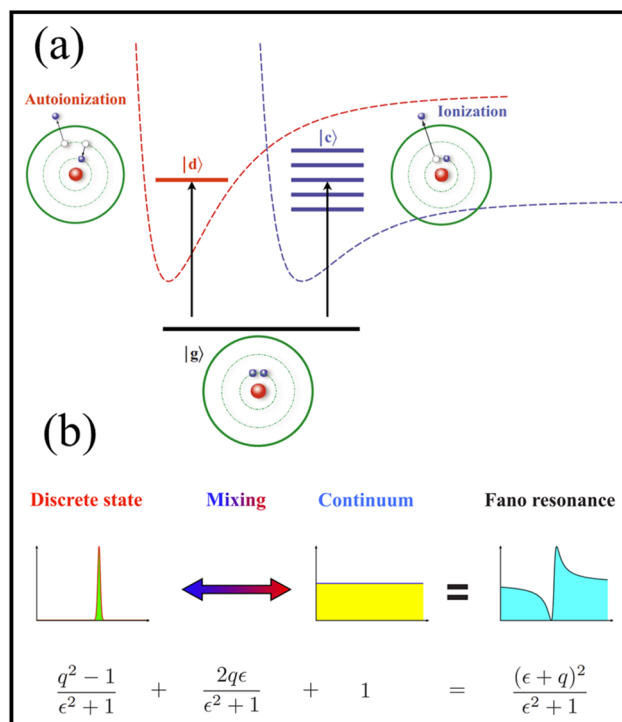 (a)
Autoionization
Ionization
|d⟩
|c⟩
|g⟩
(b)
Discrete state Mixing Continuum Fano resonance
=
q² − 1 / ϵ² + 1 + 2qϵ / ϵ² + 1 + 1 = (ϵ + q)² / ϵ² + 1